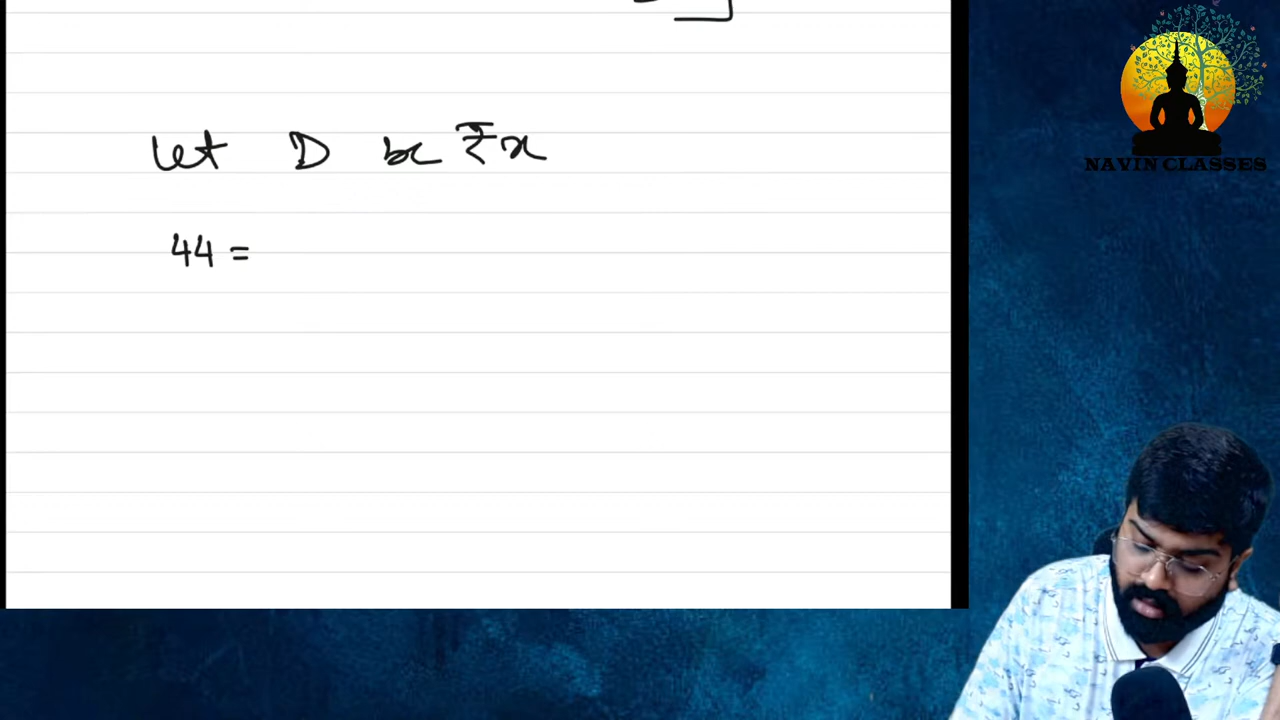 Let D be ₹x
44 =
NAVIN CLASSES